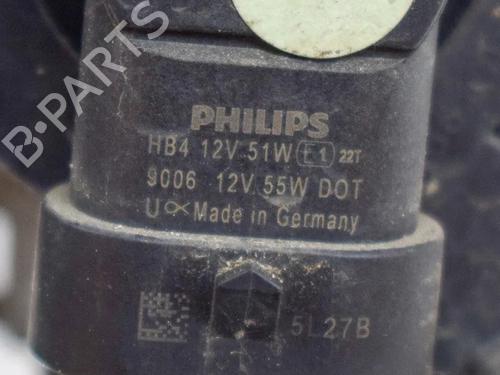 B-PARTS
PHILIPS
HB4 12V 51W E1 22T
9006 12V 55W DOT
U∝ Made in Germany
5L27B